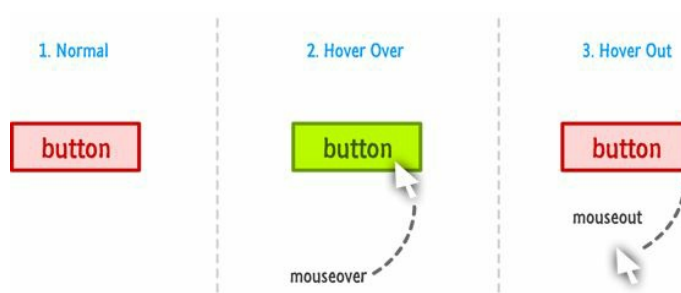 1. Normal
2. Hover Over
3. Hover Out
button
button
button
mouseover
mouseout